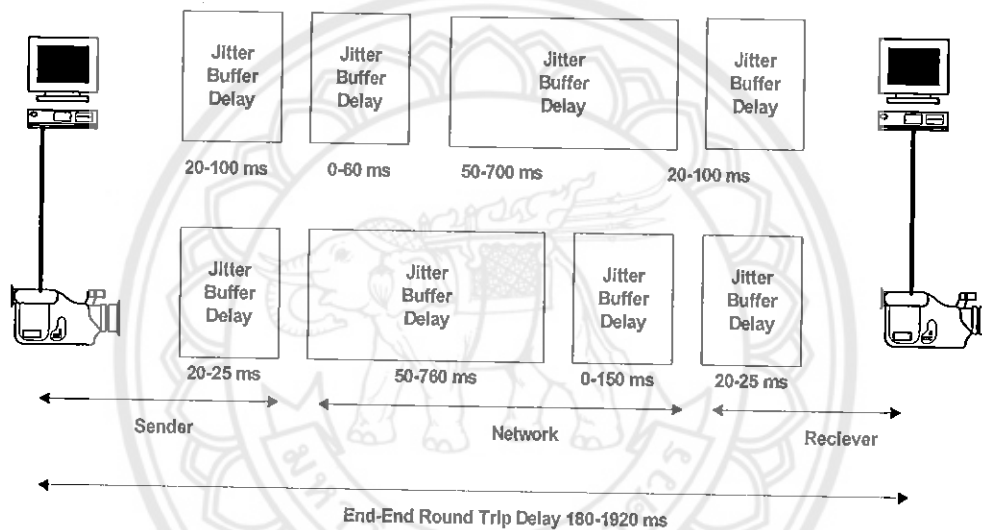 Jitter
Buffer
Delay
Jitter
Buffer
Delay
Jitter
Buffer
Delay
Jitter
Buffer
Delay
20-100 ms
0-60 ms
50-700 ms
20-100 ms
Jitter
Buffer
Delay
Jitter
Buffer
Delay
Jitter
Buffer
Delay
Jitter
Buffer
Delay
20-25 ms
50-760 ms
0-150 ms
20-25 ms
Sender
Network
Reciever
End-End Round Trip Delay 180-1920 ms